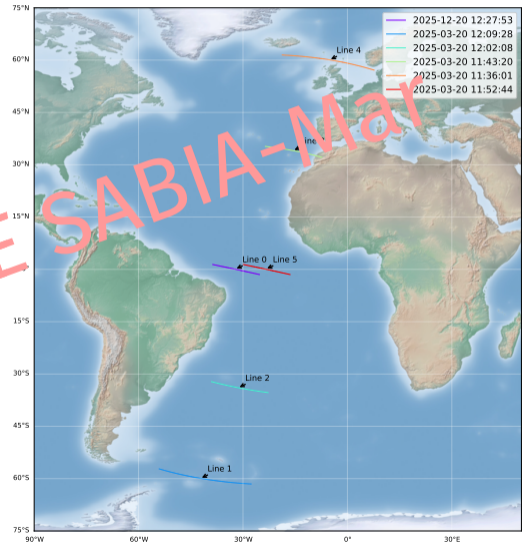 75°N
2025-12-20 12:27:53
2025-03-20 12:09:28
2025-03-20 12:02:08
2025-03-20 11:43:20
2025-03-20 11:36:01
2025-03-20 11:52:44
Line 4
60°N
45°N
30°N
15°N
E SABIA-Mar
Line 0
Line 5
15°S
30°S
Line 2
45°S
60°S
Line 1
75°S
90°W
60°W
30°W
0°
30°E